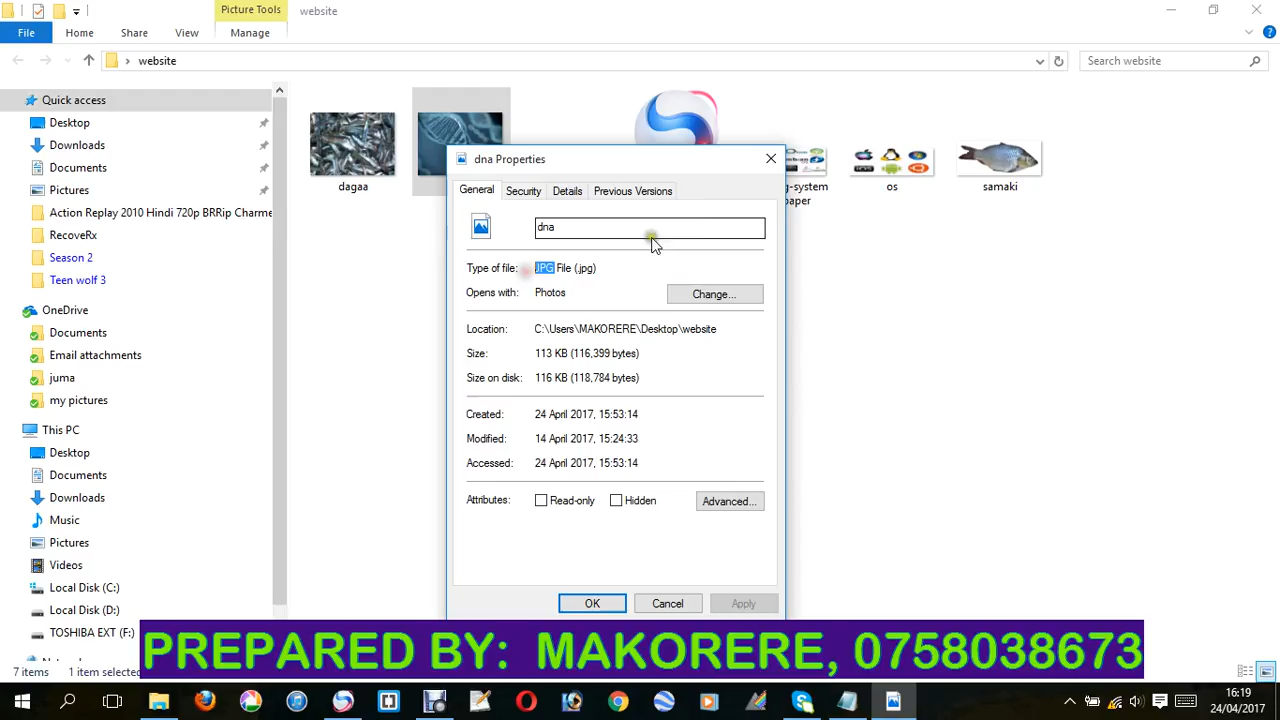 Picture Tools
website
File
Home
Share
View
Manage
website
Search website
Quick access
Desktop
Downloads
Documents
Pictures
Action Replay 2010 Hindi 720p BRRip Charme
RecoveRx
Season 2
Teen wolf 3
OneDrive
Documents
Email attachments
juma
my pictures
This PC
Desktop
Documents
Downloads
Music
Pictures
Videos
Local Disk (C:)
Local Disk (D:)
TOSHIBA EXT (F:)
dagaa
g-system
paper
os
samaki
dna Properties
General
Security
Details
Previous Versions
dna
Type of file: JPG File (.jpg)
Opens with: Photos
Change...
Location: C:\Users\MAKORERE\Desktop\website
Size: 113 KB (116,399 bytes)
Size on disk: 116 KB (118,784 bytes)
Created: 24 April 2017, 15:53:14
Modified: 14 April 2017, 15:24:33
Accessed: 24 April 2017, 15:53:14
Attributes: Read-only Hidden
Advanced...
OK
Cancel
Apply
PREPARED BY: MAKORERE, 0758038673
7 items
1 item selected
16:19
24/04/2017